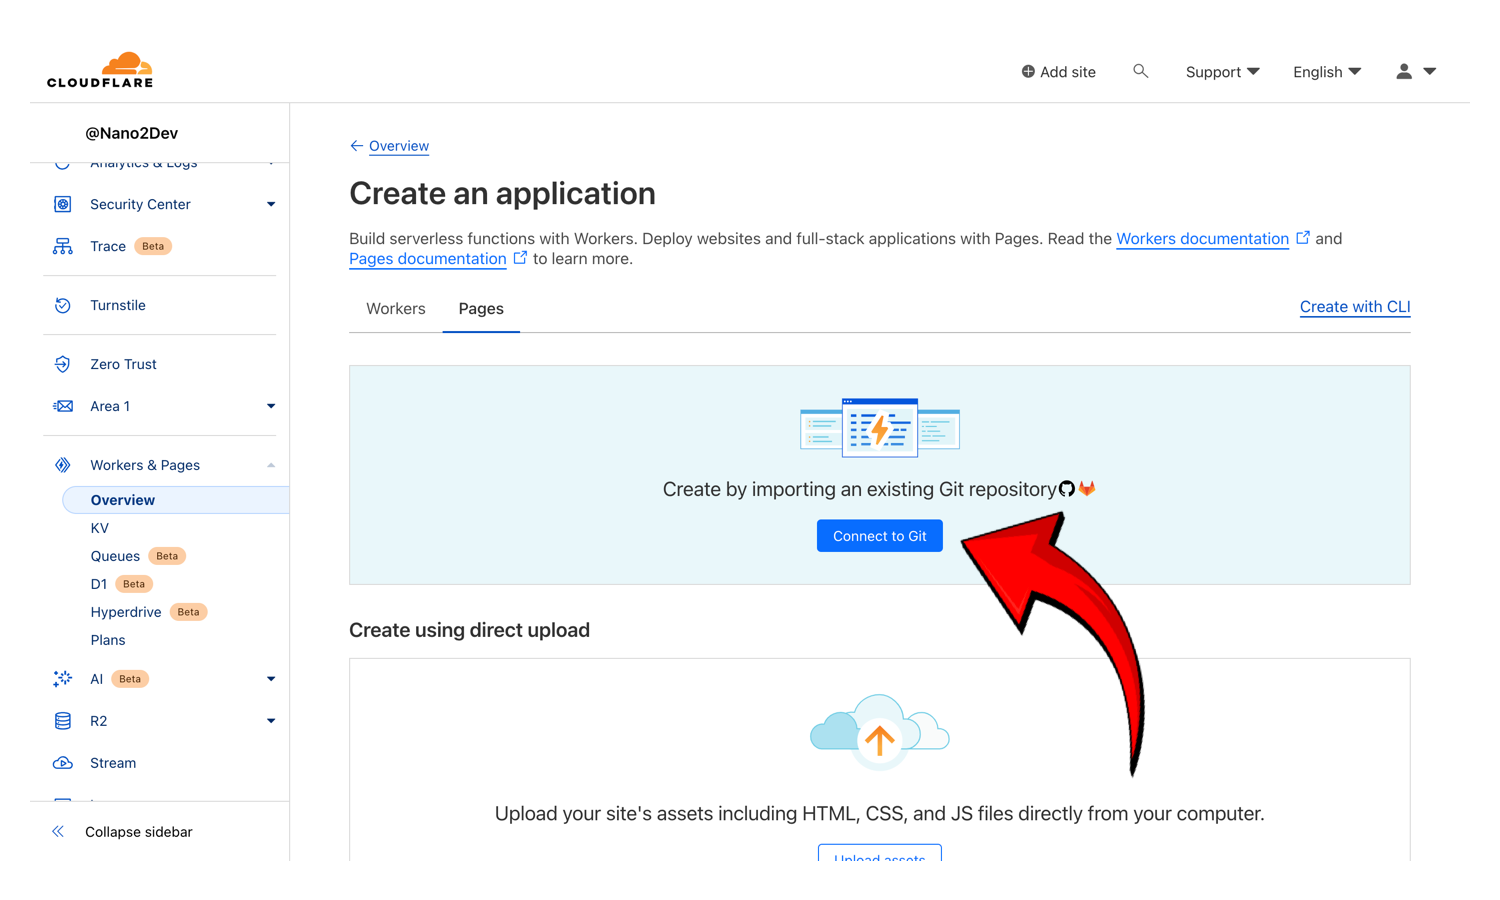 CLOUDFLARE
Add site
Support
English
@Nano2Dev
Analytics & Logs
Security Center
Trace Beta
Turnstile
Zero Trust
Area 1
Workers & Pages
Overview
KV
Queues Beta
D1 Beta
Hyperdrive Beta
Plans
AI Beta
R2
Stream
Collapse sidebar
← Overview
Create an application
Build serverless functions with Workers. Deploy websites and full-stack applications with Pages. Read the Workers documentation and
Pages documentation to learn more.
Workers Pages Create with CLI
Create by importing an existing Git repository
Connect to Git
Create using direct upload
Upload your site's assets including HTML, CSS, and JS files directly from your computer.
Upload assets